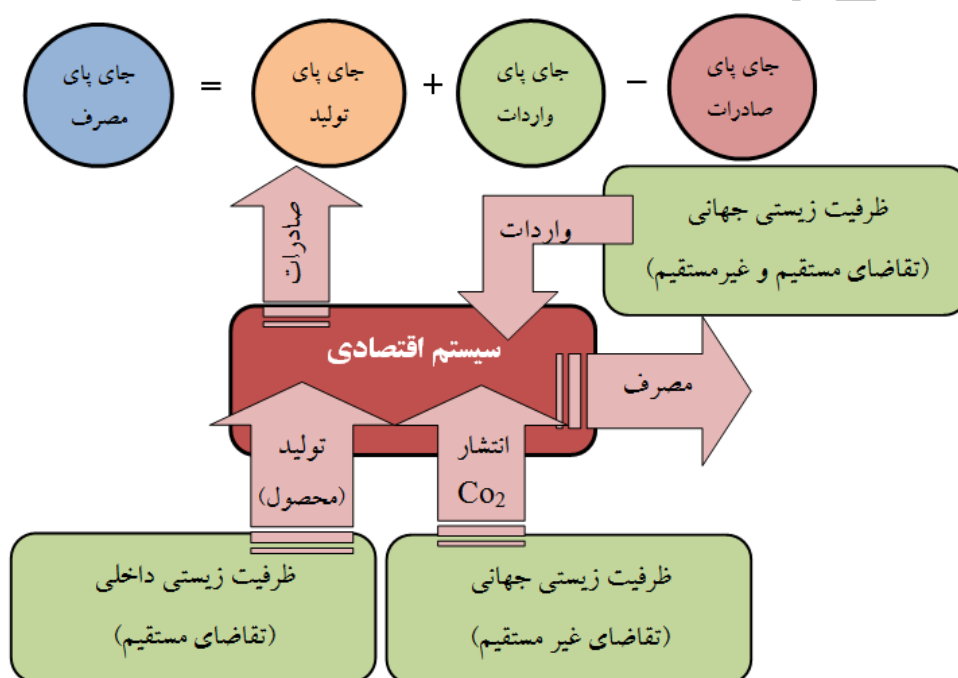 جای پای
مصرف
=
جای پای
تولید
+
جای پای
واردات
−
جای پای
صادرات
صادرات
واردات
ظرفیت زیستی جهانی
(تقاضای مستقیم و غیرمستقیم)
سیستم اقتصادی
مصرف
تولید
(محصول)
انتشار
Co₂
ظرفیت زیستی داخلی
(تقاضای مستقیم)
ظرفیت زیستی جهانی
(تقاضای غیر مستقیم)